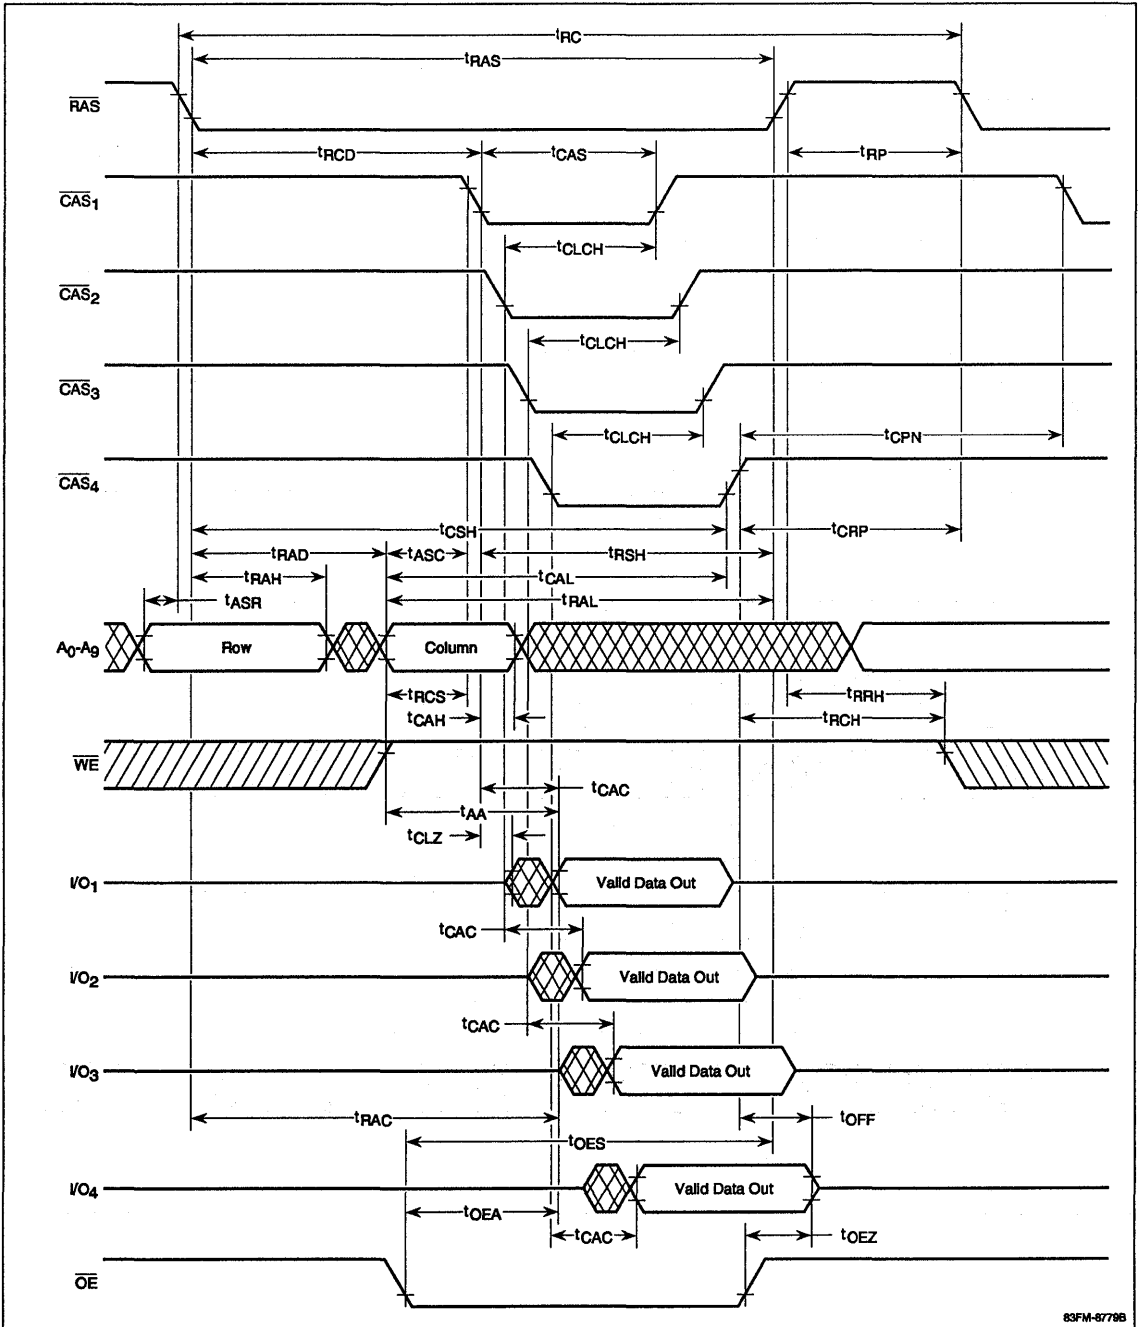 tRC
tRAS
RAS
tRCD tCAS tRP
CAS1
tCLCH
CAS2
tCLCH
CAS3
tCLCH tCPN
CAS4
tCSH tCRP
tRAD tASC tRSH
tRAH tCAL
tASR tRAL
A0-A9 Row Column
tRCS tRRH
tCAH tRCH
WE
tCAC
tAA
tCLZ
I/O1 Valid Data Out
tCAC
I/O2 Valid Data Out
tCAC
I/O3 Valid Data Out
tRAC tOFF
tOES
I/O4 Valid Data Out
tOEA
tCAC tOEZ
OE
83FM-8779B